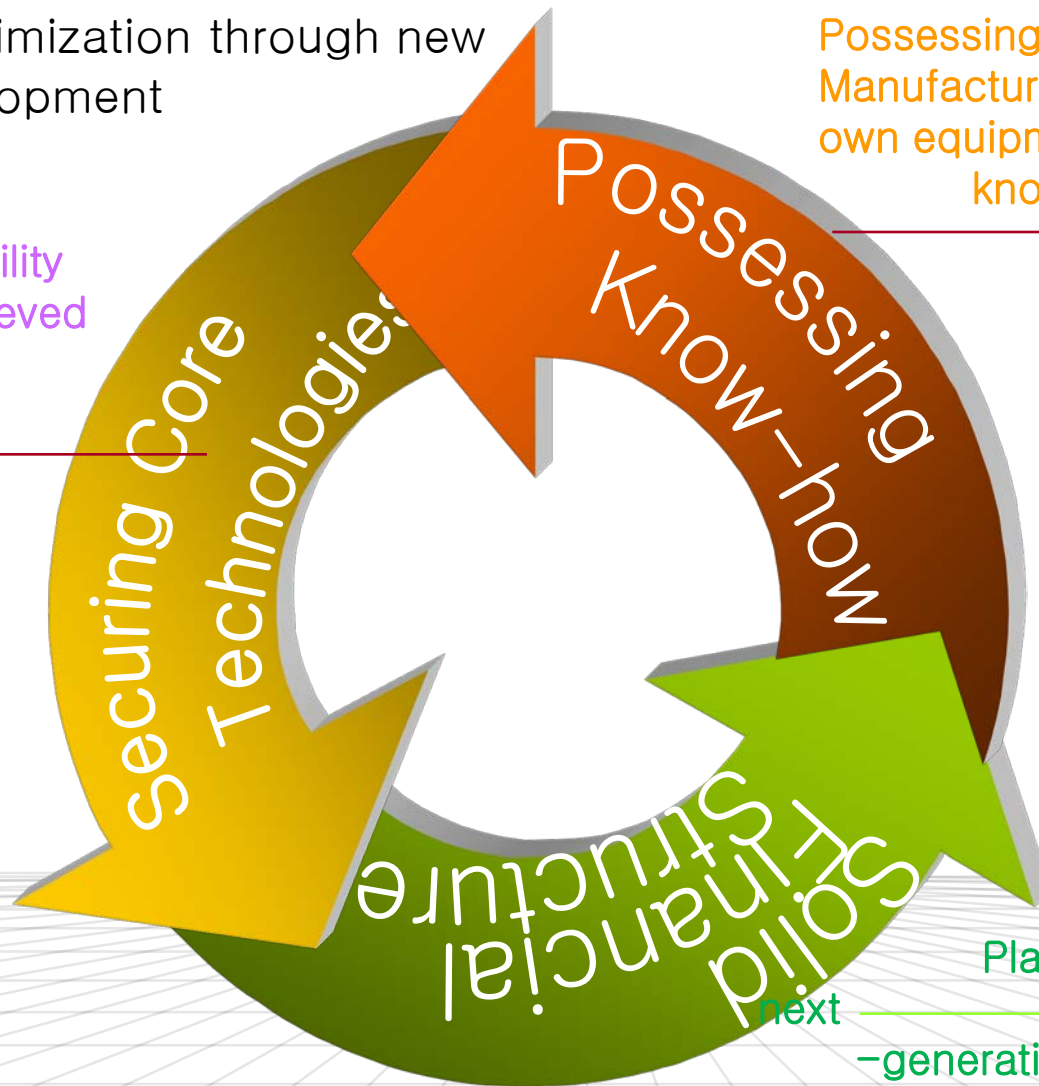 imization through new
opment
Possessing
Manufactur
own equipm
kno
ility
eved
Possessing
Know-how
Securing Core
Technologies
Solid
Financial
Structure
Pla
next
-generati